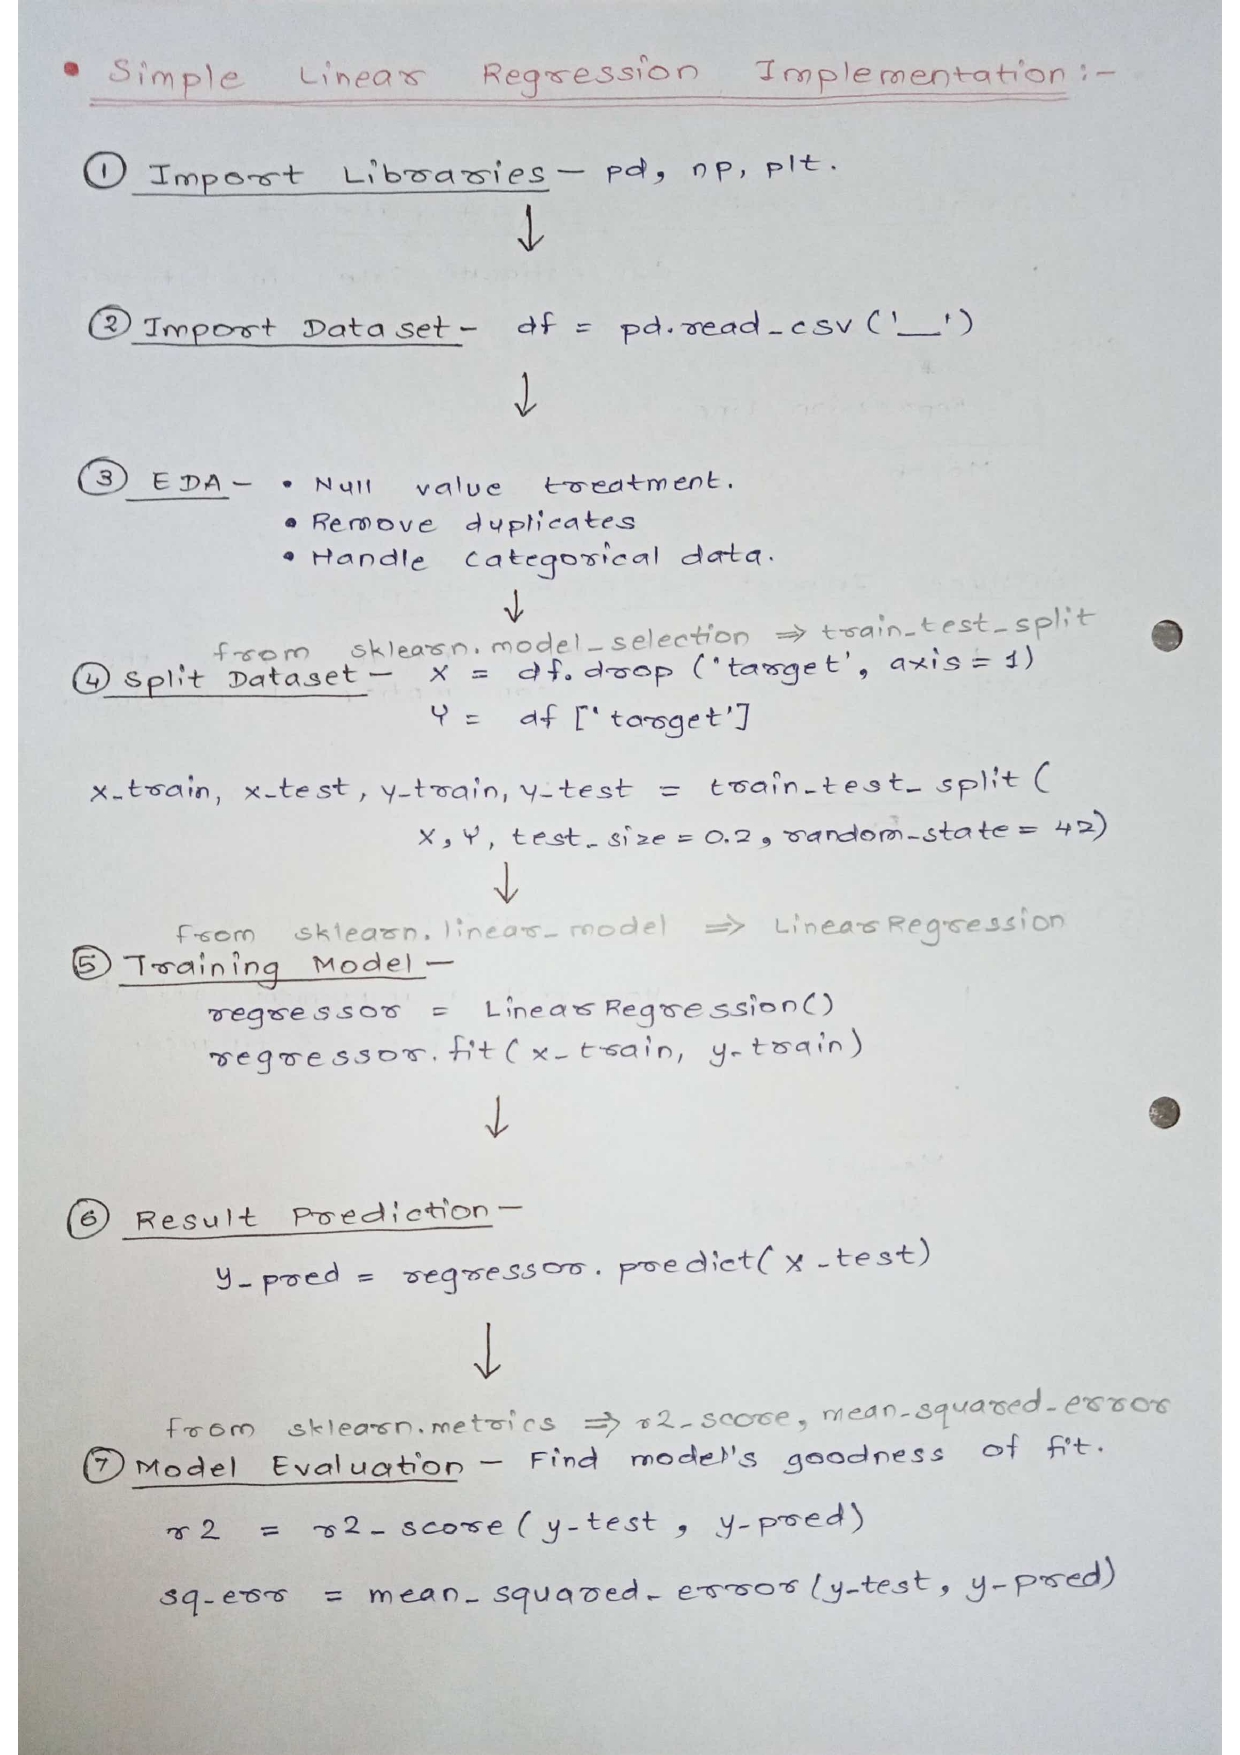 • Simple Linear Regression Implementation :-
① Import Libraries - pd, np, plt.
↓
② Import Dataset - df = pd.read_csv('__')
↓
③ EDA - • Null value treatment.
• Remove duplicates
• Handle categorical data.
↓
from sklearn.model_selection ⇒ train_test_split
④ Split Dataset - X = df.drop('target', axis = 1)
Y = df['target']
x_train, x_test, y_train, y_test = train_test_split(
X, Y, test_size = 0.2, random_state = 42)
↓
from sklearn.linear_model ⇒ LinearRegression
⑤ Training Model -
regressor = LinearRegression()
regressor.fit(x_train, y_train)
↓
⑥ Result Prediction -
y_pred = regressor.predict(x_test)
↓
from sklearn.metrics ⇒ r2_score, mean_squared_error
⑦ Model Evaluation - Find model's goodness of fit.
r2 = r2_score(y_test, y_pred)
sq_err = mean_squared_error(y_test, y_pred)